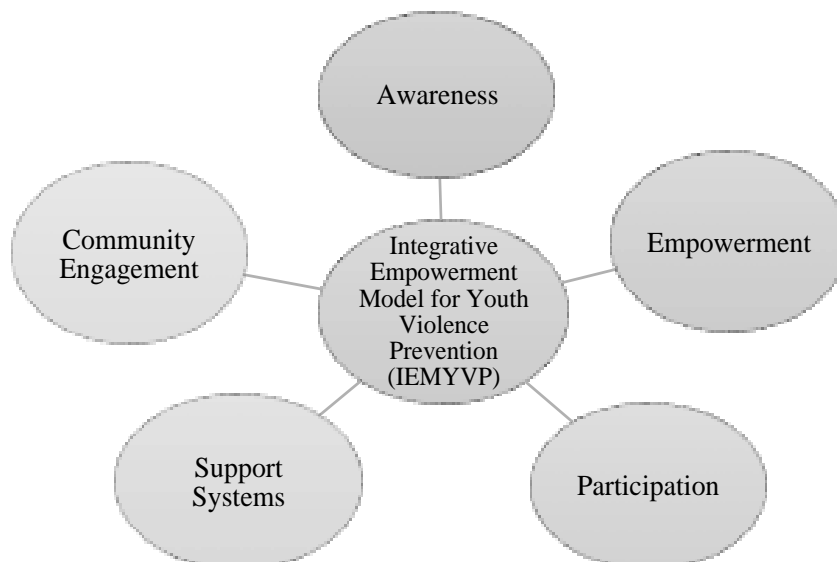 Awareness
Community
Engagement
Empowerment
Integrative
Empowerment
Model for Youth
Violence
Prevention
(IEMYVP)
Support
Systems
Participation